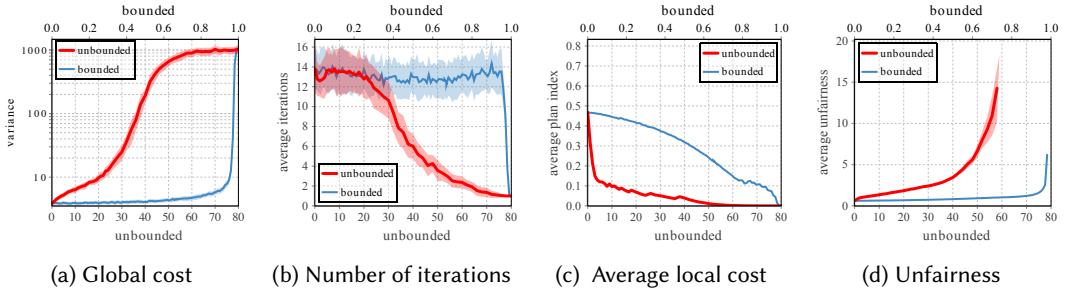 bounded
0.0 0.2 0.4 0.6 0.8 1.0
unbounded
bounded
1000
100
10
variance
0 10 20 30 40 50 60 70 80
unbounded
(a) Global cost
bounded
0.0 0.2 0.4 0.6 0.8 1.0
16
14
12
10
8
6
4
2
0
average iterations
unbounded
bounded
0 10 20 30 40 50 60 70 80
unbounded
(b) Number of iterations
bounded
0.0 0.2 0.4 0.6 0.8 1.0
0.8
0.7
0.6
0.5
0.4
0.3
0.2
0.1
0.0
average plan index
unbounded
bounded
0 10 20 30 40 50 60 70 80
unbounded
(c) Average local cost
bounded
0.0 0.2 0.4 0.6 0.8 1.0
20
15
10
5
0
average unfairness
unbounded
bounded
0 10 20 30 40 50 60 70 80
unbounded
(d) Unfairness